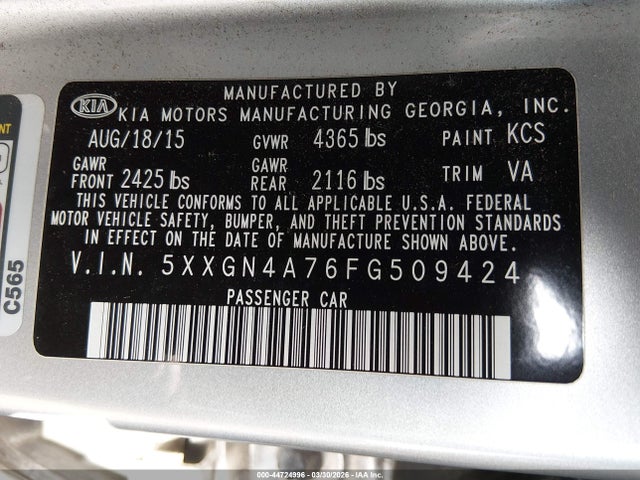 MANUFACTURED BY
KIA KIA MOTORS MANUFACTURING GEORGIA, INC.
AUG/18/15 GVWR 4365 lbs PAINT KCS
GAWR FRONT 2425 lbs GAWR REAR 2116 lbs TRIM VA
THIS VEHICLE CONFORMS TO ALL APPLICABLE U.S.A. FEDERAL
MOTOR VEHICLE SAFETY, BUMPER, AND THEFT PREVENTION STANDARDS
IN EFFECT ON THE DATE OF MANUFACTURE SHOWN ABOVE.
V.I.N. 5XXGN4A76FG509424
PASSENGER CAR
C565
000-44724996 - 03/30/2026 - IAA Inc.